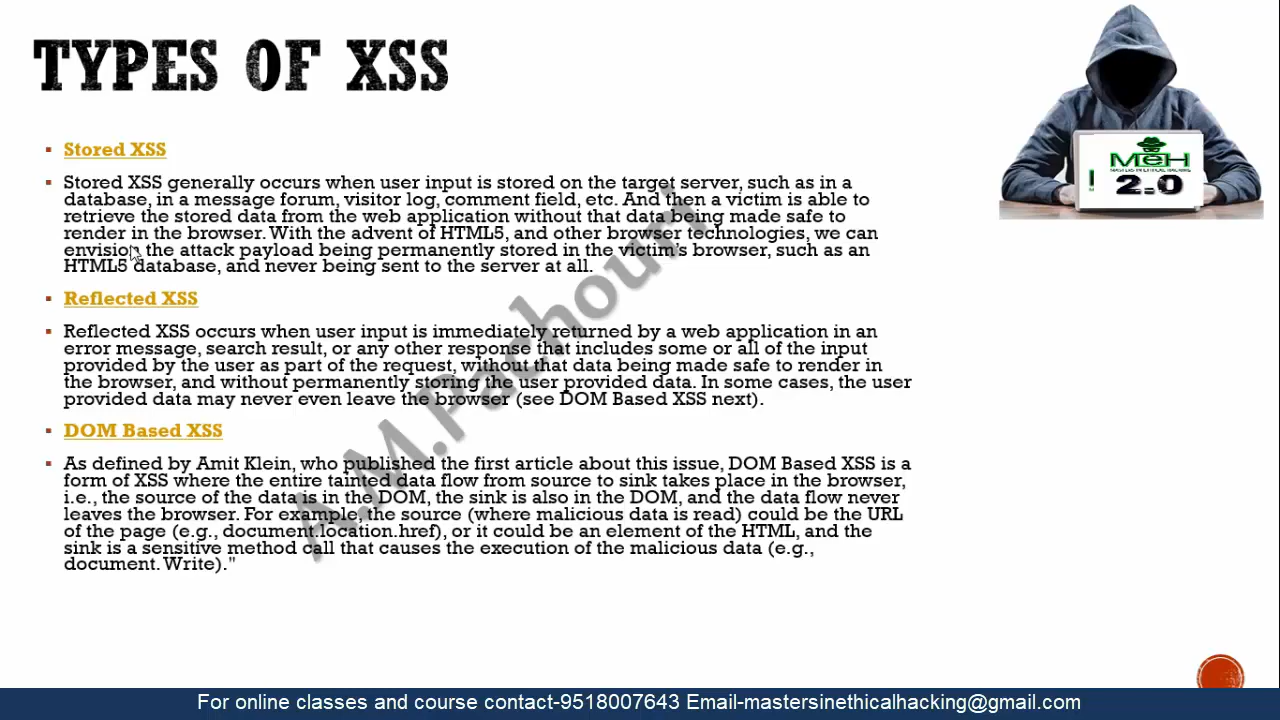 TYPES OF XSS
MeH
MASTERS IN ETHICAL HACKING
2.0
Stored XSS
Stored XSS generally occurs when user input is stored on the target server, such as in a
database, in a message forum, visitor log, comment field, etc. And then a victim is able to
retrieve the stored data from the web application without that data being made safe to
render in the browser. With the advent of HTML5, and other browser technologies, we can
envision the attack payload being permanently stored in the victim's browser, such as an
HTML5 database, and never being sent to the server at all.
Reflected XSS
Reflected XSS occurs when user input is immediately returned by a web application in an
error message, search result, or any other response that includes some or all of the input
provided by the user as part of the request, without that data being made safe to render in
the browser, and without permanently storing the user provided data. In some cases, the user
provided data may never even leave the browser (see DOM Based XSS next).
DOM Based XSS
As defined by Amit Klein, who published the first article about this issue, DOM Based XSS is a
form of XSS where the entire tainted data flow from source to sink takes place in the browser,
i.e., the source of the data is in the DOM, the sink is also in the DOM, and the data flow never
leaves the browser. For example, the source (where malicious data is read) could be the URL
of the page (e.g., document.location.href), or it could be an element of the HTML, and the
sink is a sensitive method call that causes the execution of the malicious data (e.g.,
document.Write)."
A.M.Pachouri
For online classes and course contact-9518007643 Email-mastersinethicalhacking@gmail.com